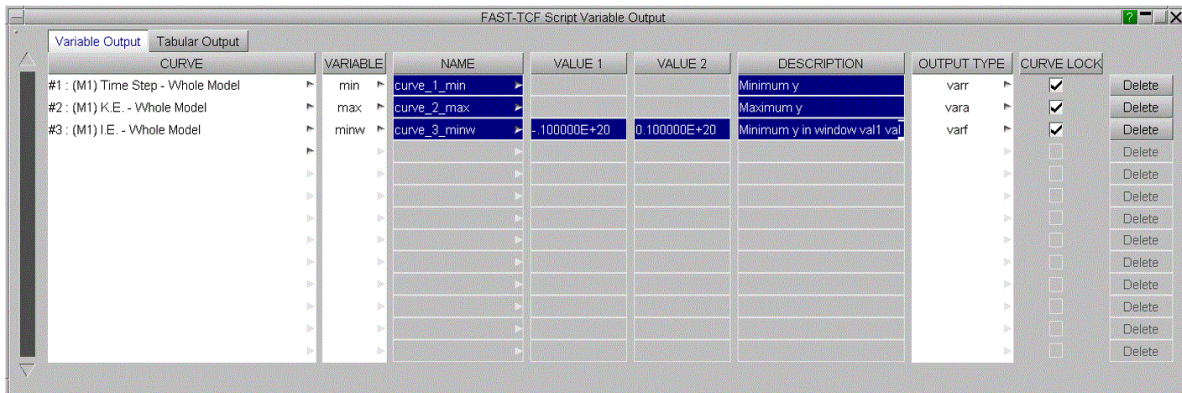 FAST-TCF Script Variable Output ?
Variable Output Tabular Output
CURVE VARIABLE NAME VALUE 1 VALUE 2 DESCRIPTION OUTPUT TYPE CURVE LOCK
#1 : (M1) Time Step - Whole Model min curve_1_min Minimum y varr Delete
#2 : (M1) K.E. - Whole Model max curve_2_max Maximum y vara Delete
#3 : (M1) I.E. - Whole Model minw curve_3_minw -.100000E+20 0.100000E+20 Minimum y in window val1 val varf Delete
Delete
Delete
Delete
Delete
Delete
Delete
Delete
Delete
Delete
Delete